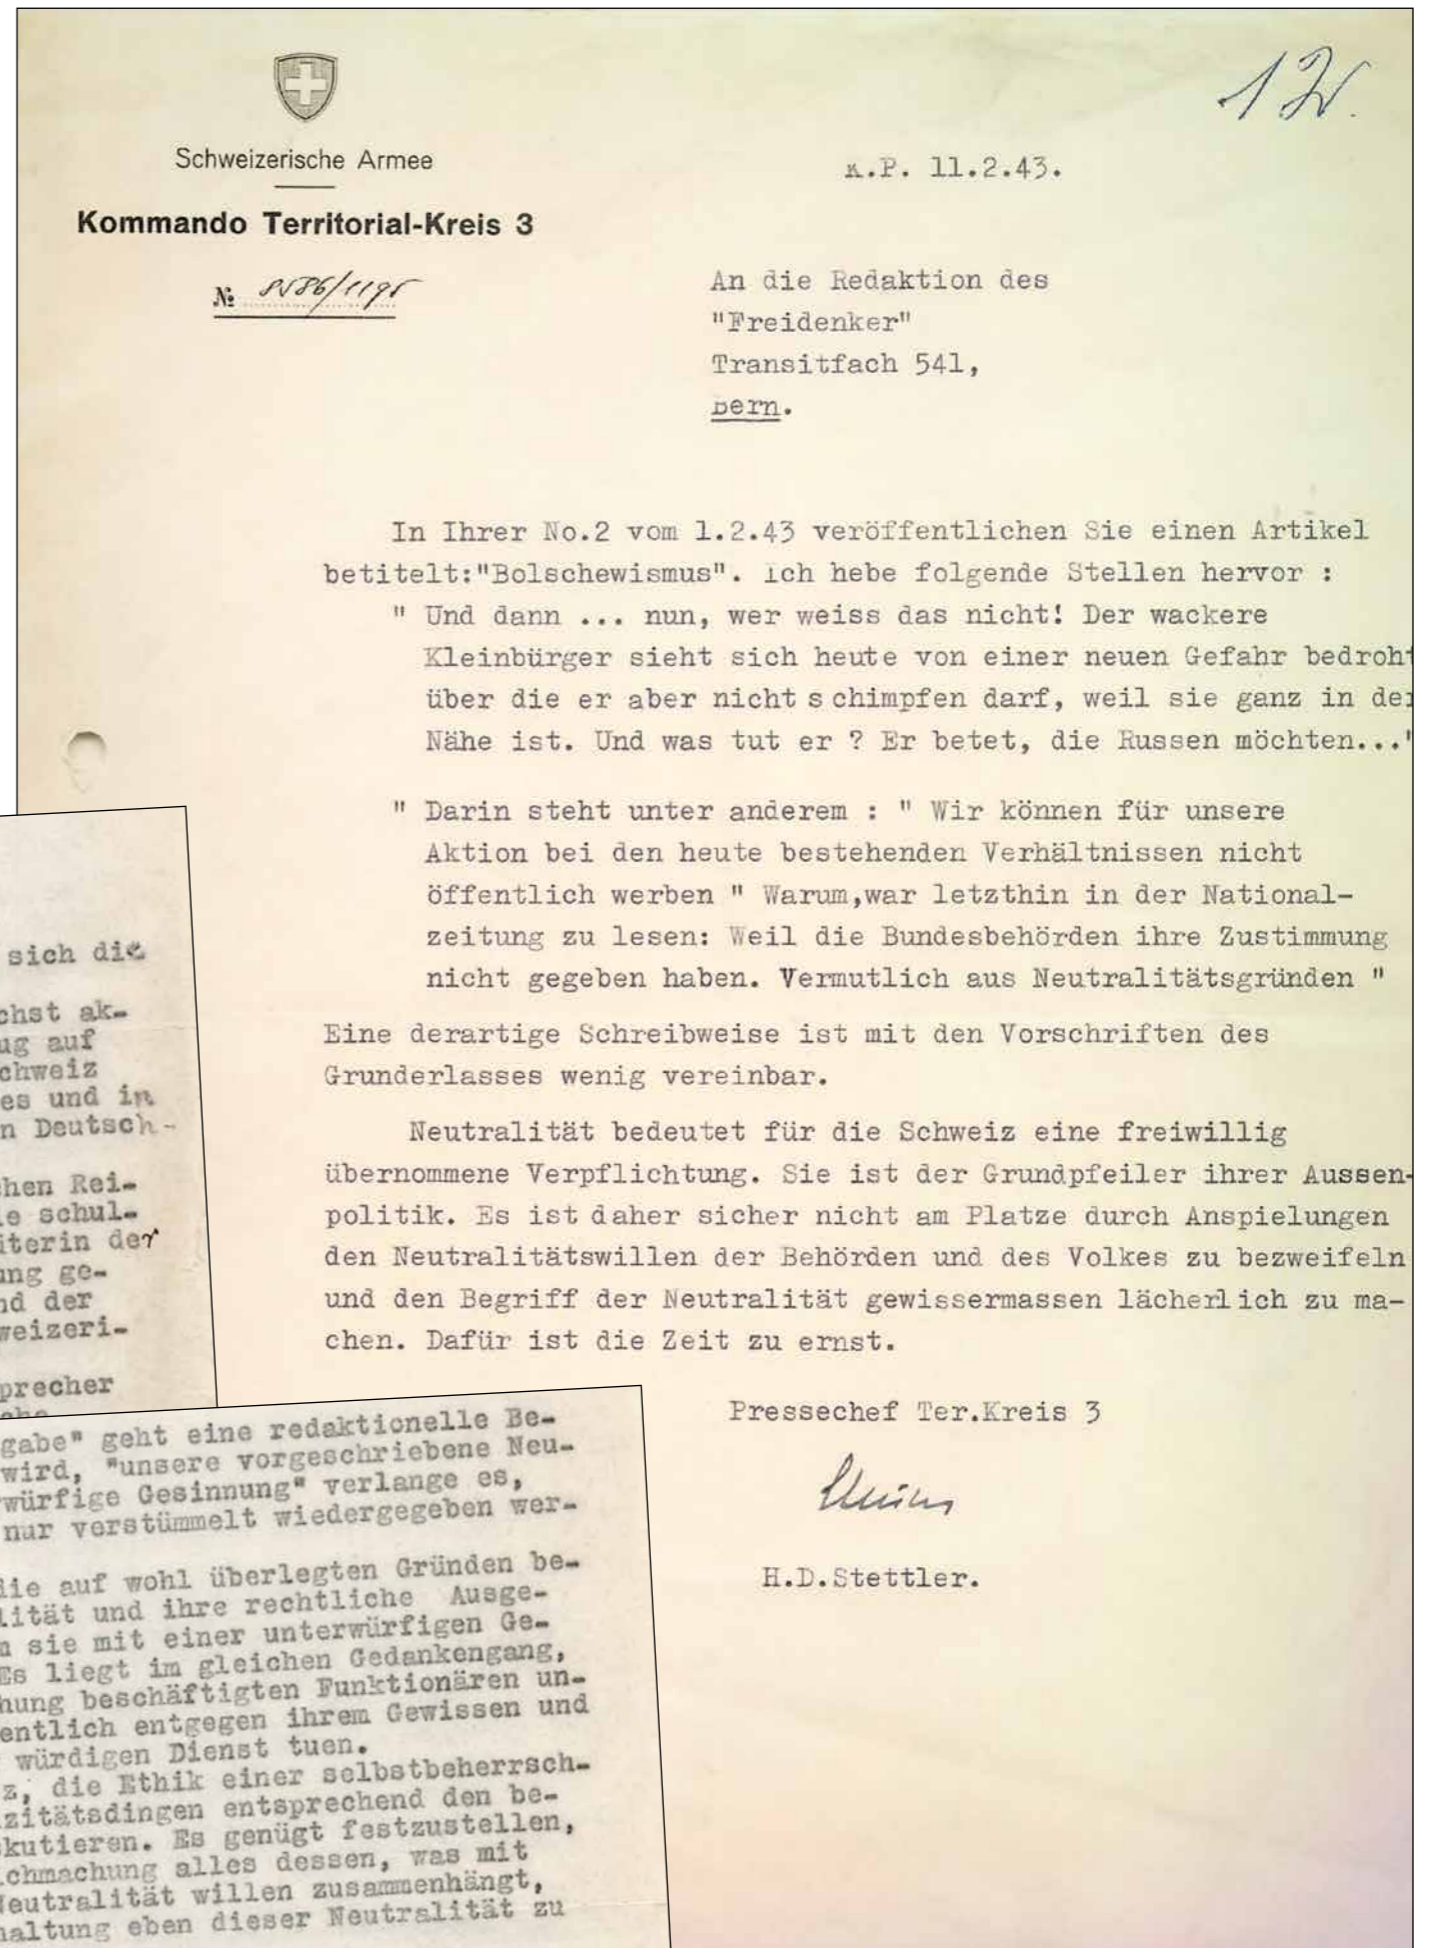 Schweizerische Armee
Kommando Territorial-Kreis 3
№
K.P. 11.2.43.
An die Redaktion des
"Freidenker"
Transitfach 541,
Bern.
In Ihrer No.2 vom 1.2.43 veröffentlichen Sie einen Artikel
betitelt:"Bolschewismus". Ich hebe folgende Stellen hervor :
" Und dann ... nun, wer weiss das nicht! Der wackere
Kleinbürger sieht sich heute von einer neuen Gefahr bedroht
über die er aber nicht schimpfen darf, weil sie ganz in der
Nähe ist. Und was tut er ? Er betet, die Russen möchten..."
" Darin steht unter anderem : " Wir können für unsere
Aktion bei den heute bestehenden Verhältnissen nicht
öffentlich werben " Warum,war letzthin in der National-
zeitung zu lesen: Weil die Bundesbehörden ihre Zustimmung
nicht gegeben haben. Vermutlich aus Neutralitätsgründen "
Eine derartige Schreibweise ist mit den Vorschriften des
Grunderlasses wenig vereinbar.
Neutralität bedeutet für die Schweiz eine freiwillig
übernommene Verpflichtung. Sie ist der Grundpfeiler ihrer Aussen-
politik. Es ist daher sicher nicht am Platze durch Anspielungen
den Neutralitätswillen der Behörden und des Volkes zu bezweifeln
und den Begriff der Neutralität gewissermassen lächerlich zu ma-
chen. Dafür ist die Zeit zu ernst.
Pressechef Ter.Kreis 3
H.D.Stettler.
sich die
chst ak-
ug auf
chweiz
es und in
n Deutsch-
chen Rei-
le schul-
iterin der
ung ge-
nd der
weizeri-
precher
gabe" geht eine redaktionelle Be-
wird, "unsere vorgeschriebene Neu-
würfige Gesinnung" verlange es,
nur verstümmelt wiedergegeben wer-
die auf wohl überlegten Gründen be-
lität und ihre rechtliche Ausge-
n sie mit einer unterwürfigen Ge-
Es liegt im gleichen Gedankengang,
hung beschäftigten Funktionären un-
entlich entgegen ihrem Gewissen und
würdigen Dienst tuen.
z, die Ethik einer selbstbeherrsch-
zitätsdingen entsprechend den be-
skutieren. Es genügt festzustellen,
ichmachung alles dessen, was mit
Neutralität willen zusammenhängt,
haltung eben dieser Neutralität zu